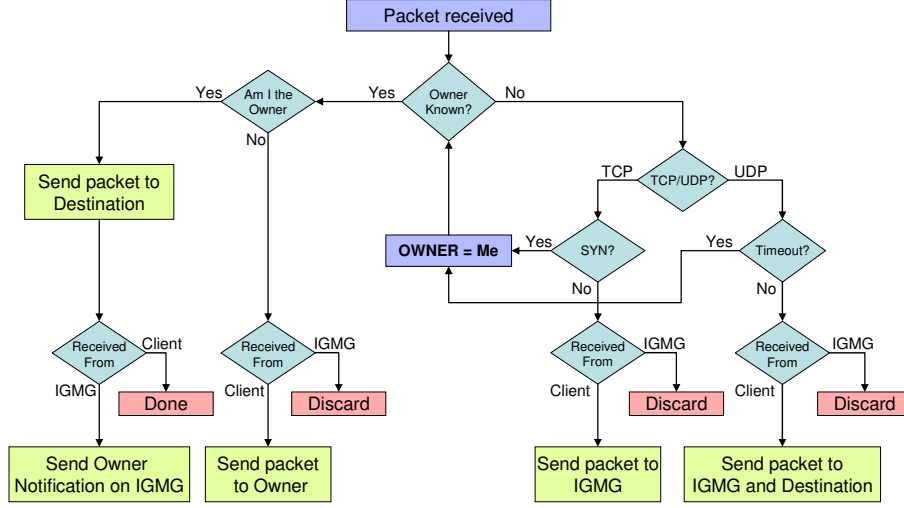 Packet received
Yes
Am I the
Owner
Yes
Owner
Known?
No
No
Send packet to
Destination
TCP
TCP/UDP?
UDP
OWNER = Me
Yes
SYN?
Yes
Timeout?
No
No
Received
From
Client
IGMG
Done
Received
From
IGMG
Client
Discard
Received
From
IGMG
Client
Discard
Received
From
IGMG
Client
Discard
Send Owner
Notification on IGMG
Send packet
to Owner
Send packet to
IGMG
Send packet to
IGMG and Destination